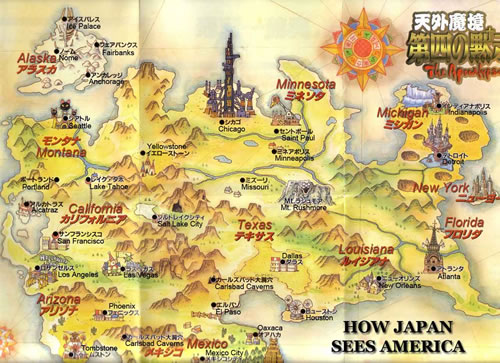 天外魔境
第四の黙
The Apocalypse
アイスパレス
Ice Palace
フェアバンクス
Fairbanks
ノーム
Nome
アンカレッジ
Anchorage
Alaska
アラスカ
Minnesota
ミネソタ
Michigan
ミシガン
インディアナポリス
Indianapolis
シアトル
Seattle
シカゴ
Chicago
セントポール
Saint Paul
ミネアポリス
Minneapolis
デトロイト
Detroit
モンタナ
Montana
Yellowstone
イエローストーン
ポートランド
Portland
レイクタホ
Lake Tahoe
ミズーリ
Missouri
マウントラシュモア
Mt. Rushmore
New York
ニューヨー
アルカトラス
Alcatraz
California
カリフォルニア
ソルトレイクシティ
Salt Lake City
Texas
テキサス
Florida
フロリダ
サンフランシスコ
San Francisco
Louisiana
ルイジアナ
Dallas
ダラス
ロサンゼルス
Los Angeles
ラスベガス
Las Vegas
カールスバッド大洞穴
Carlsbad Caverns
ニューオリンズ
New Orleans
アトランタ
Atlanta
Arizona
アリゾナ
Phoenix
フェニックス
エルパソ
El Paso
ヒューストン
Houston
Tombstone
トゥームストーン
カールスバッド大洞穴
Carlsbad Caverns
Mexico
メキシコ
Mexico City
メキシコシティ
Oaxaca
オアハカ
HOW JAPAN
SEES AMERICA